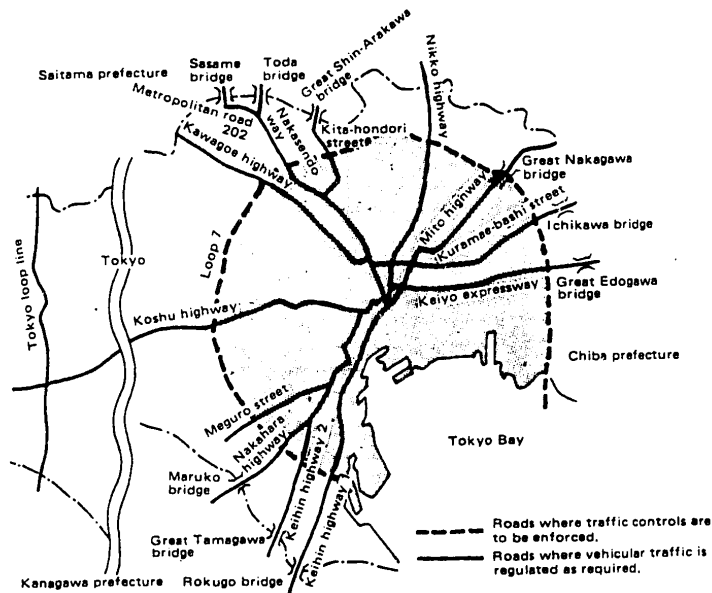 Saitama prefecture
Sasame
bridge
Toda
bridge
Great Shin-Arakawa
bridge
Nikko highway
Metropolitan road
202
Nakasendo
way
Kita-hondori
street
Kawagoe highway
Great Nakagawa
bridge
Mito highway
Kuramae-bashi street
Ichikawa bridge
Loop 7
Tokyo
Tokyo loop line
Koshu highway
Keiyo expressway
Great Edogawa
bridge
Chiba prefecture
Meguro street
Nakahara
highway
Tokyo Bay
Maruko
bridge
Keihin highway 2
Keihin highway 1
Great Tamagawa
bridge
Rokugo bridge
Kanagawa prefecture
Roads where traffic controls are
to be enforced.
Roads where vehicular traffic is
regulated as required.